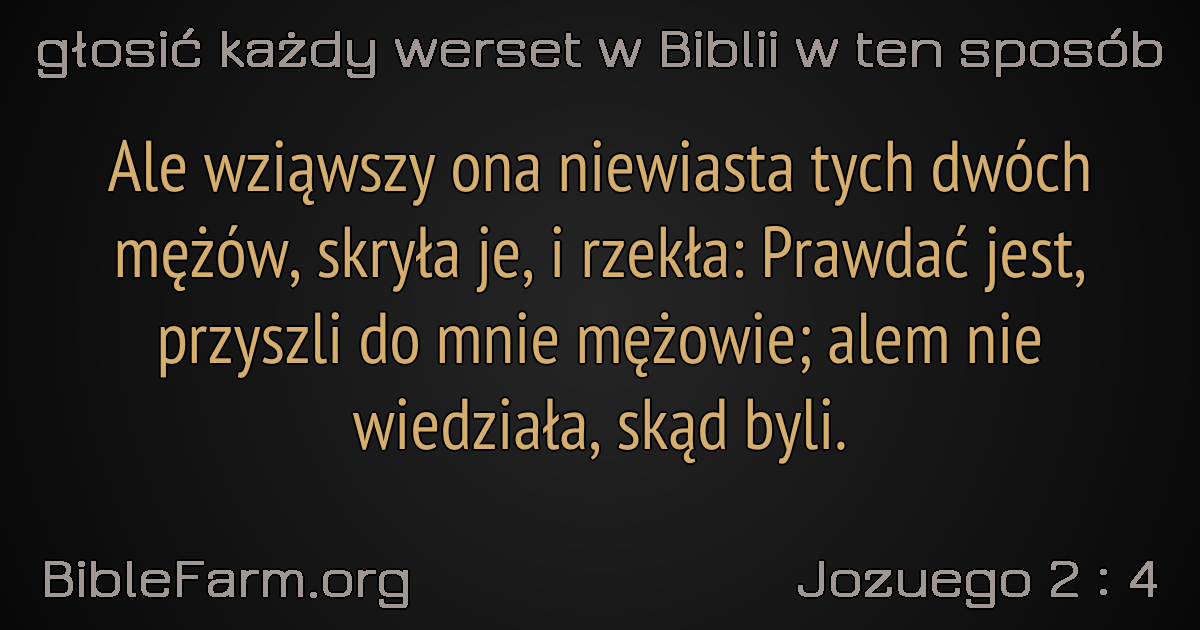 głosić każdy werset w Biblii w ten sposób
Ale wziąwszy ona niewiasta tych dwóch
mężów, skryła je, i rzekła: Prawdać jest,
przyszli do mnie mężowie; alem nie
wiedziała, skąd byli.
BibleFarm.org
Jozuego 2 : 4